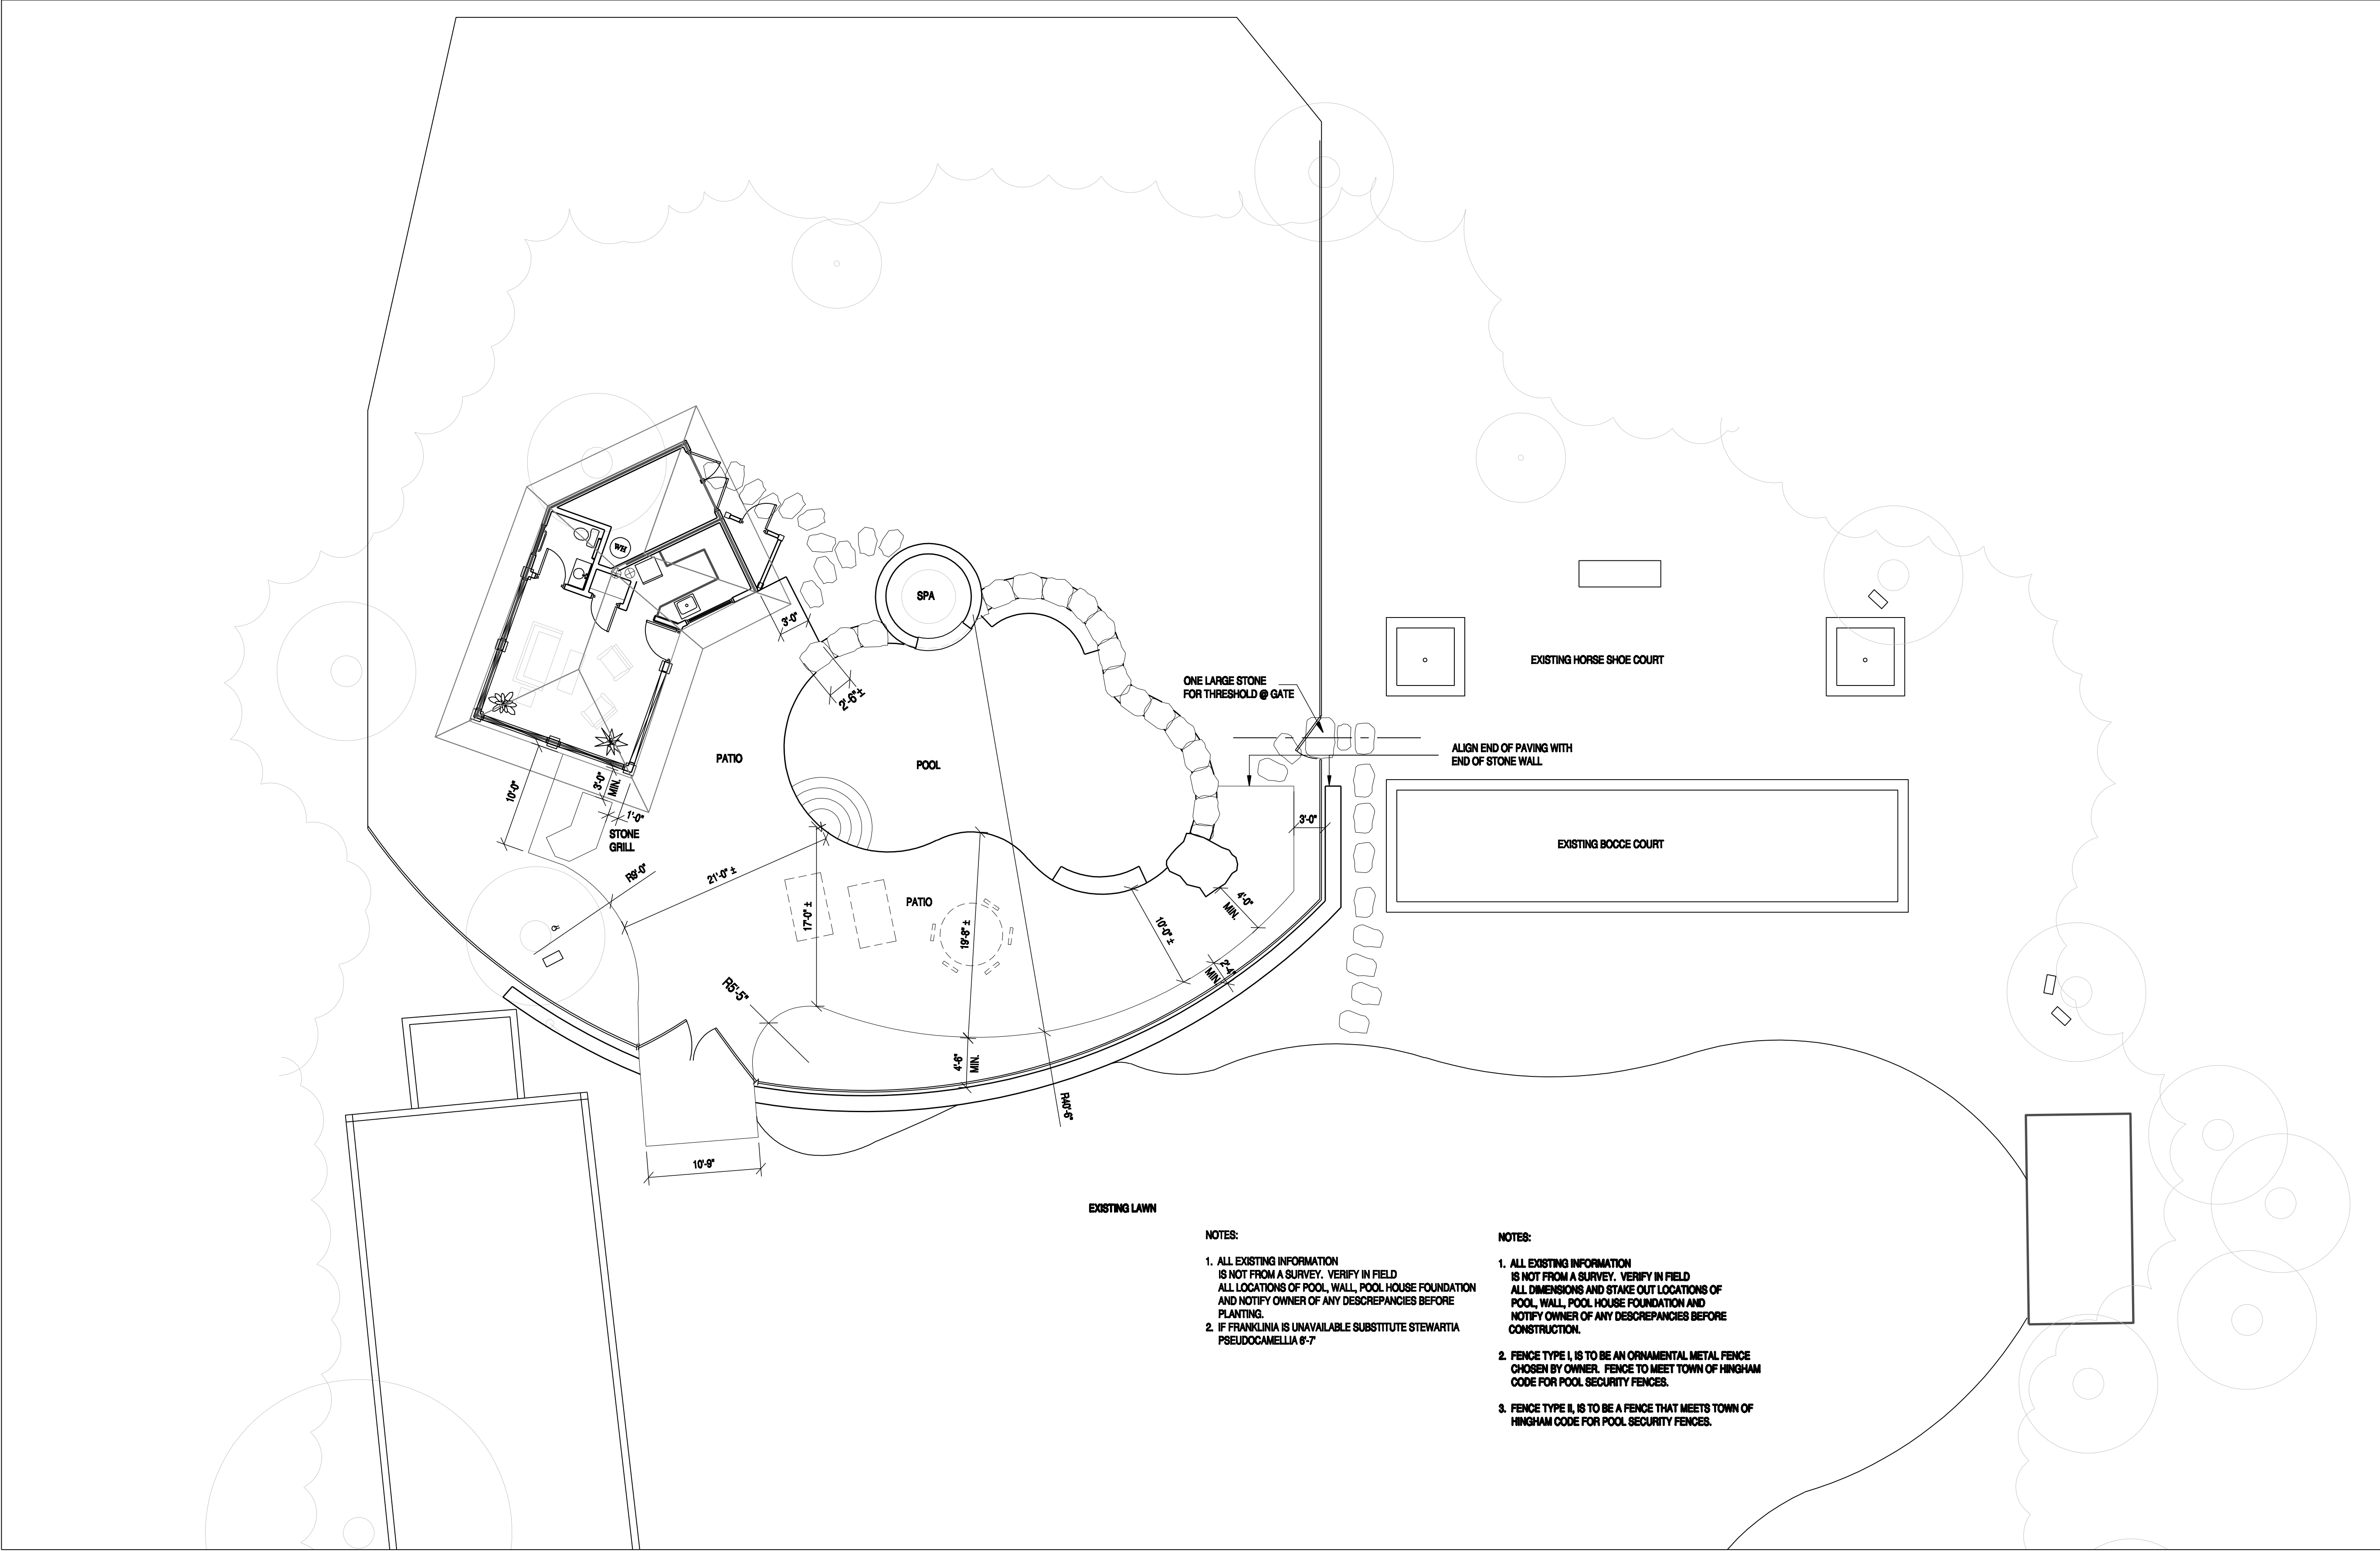 WH
SPA
3'-0"
2'-6"±
ONE LARGE STONE
FOR THRESHOLD @ GATE
EXISTING HORSE SHOE COURT
PATIO
POOL
ALIGN END OF PAVING WITH
END OF STONE WALL
10'-0"
3'-0"
MIN.
1'-0"
STONE
GRILL
3'-0"
EXISTING BOCCE COURT
R9'-0"
21'-0" ±
17'-0" ±
PATIO
19'-8" ±
10'-0" ±
4'-0"
MIN.
2'-4"
MIN.
R5'-5"
4'-6"
MIN.
R40'-6"
10'-9"
EXISTING LAWN
NOTES:
1. ALL EXISTING INFORMATION
IS NOT FROM A SURVEY. VERIFY IN FIELD
ALL LOCATIONS OF POOL, WALL, POOL HOUSE FOUNDATION
AND NOTIFY OWNER OF ANY DESCREPANCIES BEFORE
PLANTING.
2. IF FRANKLINIA IS UNAVAILABLE SUBSTITUTE STEWARTIA
PSEUDOCAMELLIA 6'-7'
NOTES:
1. ALL EXISTING INFORMATION
IS NOT FROM A SURVEY. VERIFY IN FIELD
ALL DIMENSIONS AND STAKE OUT LOCATIONS OF
POOL, WALL, POOL HOUSE FOUNDATION AND
NOTIFY OWNER OF ANY DESCREPANCIES BEFORE
CONSTRUCTION.
2. FENCE TYPE I, IS TO BE AN ORNAMENTAL METAL FENCE
CHOSEN BY OWNER. FENCE TO MEET TOWN OF HINGHAM
CODE FOR POOL SECURITY FENCES.
3. FENCE TYPE II, IS TO BE A FENCE THAT MEETS TOWN OF
HINGHAM CODE FOR POOL SECURITY FENCES.